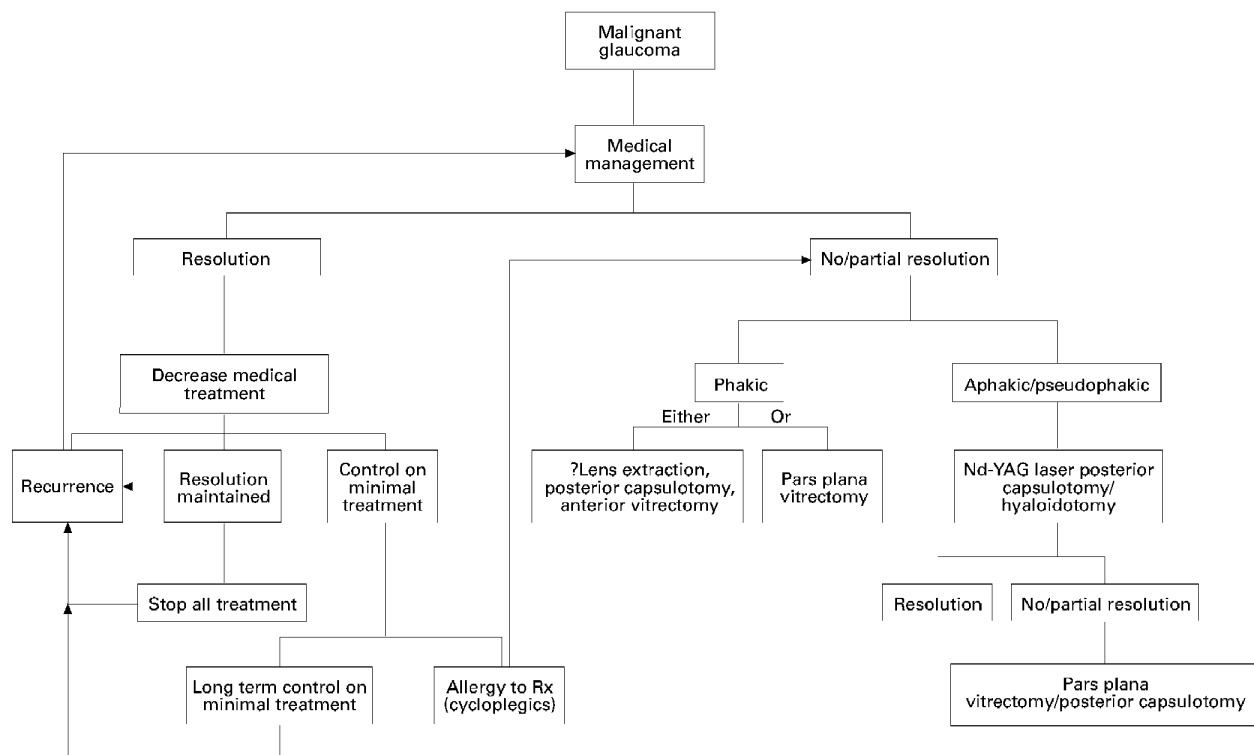 Malignant
glaucoma
Medical
management
Resolution
No/partial resolution
Decrease medical
treatment
Phakic
Aphakic/pseudophakic
Either
Or
Recurrence
Resolution
maintained
Control on
minimal
treatment
?Lens extraction,
posterior capsulotomy,
anterior vitrectomy
Pars plana
vitrectomy
Nd-YAG laser posterior
capsulotomy/
hyaloidotomy
Stop all treatment
Resolution
No/partial resolution
Long term control on
minimal treatment
Allergy to Rx
(cycloplegics)
Pars plana
vitrectomy/posterior capsulotomy